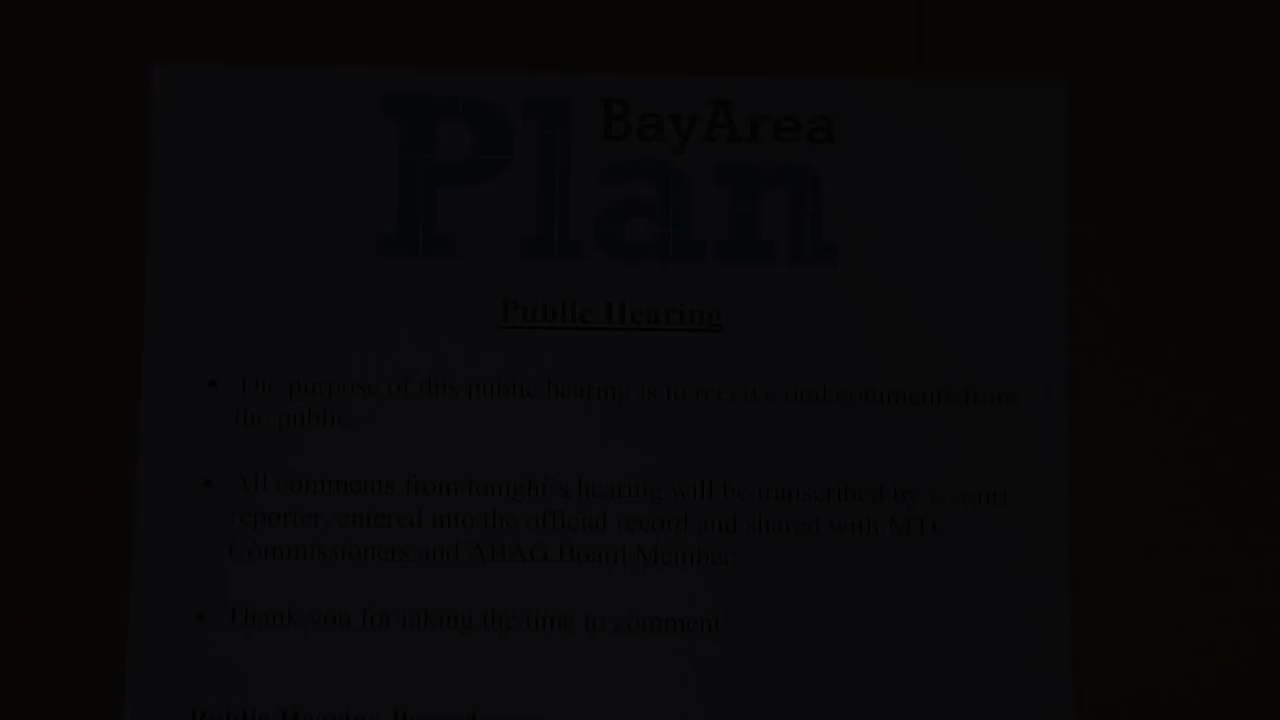 BayArea
Plan
Public Hearing
• The purpose of this public hearing is to receive oral comments from
the public.
• All comments from tonight's hearing will be transcribed by a court
reporter, entered into the official record and shared with MTC
Commissioners and ABAG Board Members.
• Thank you for taking the time to comment
Public Hearing